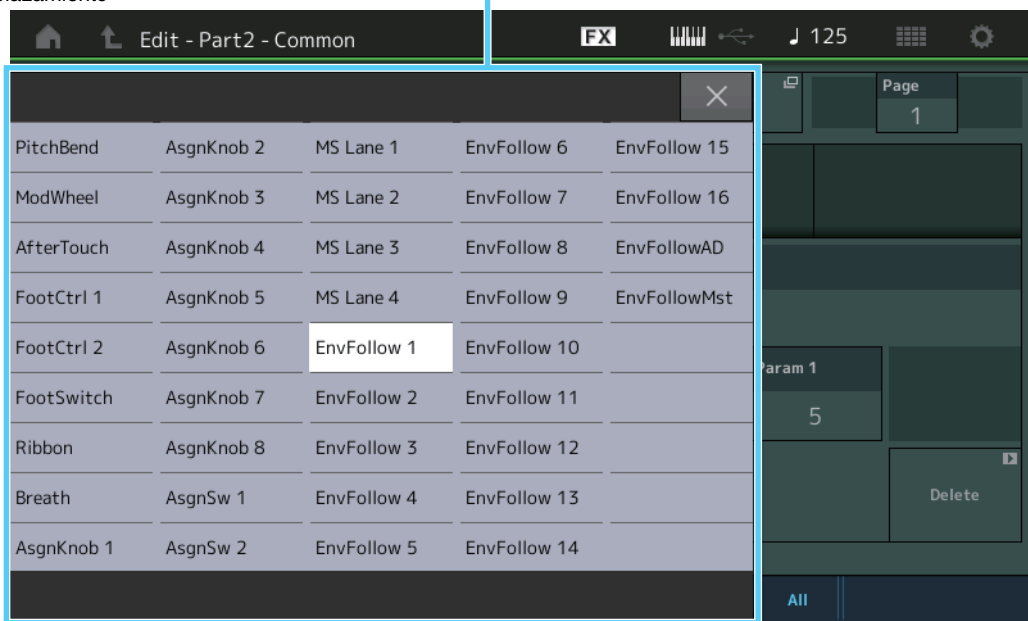 Edit - Part2 - Common FX 125
Page
1
PitchBend AsgnKnob 2 MS Lane 1 EnvFollow 6 EnvFollow 15
ModWheel AsgnKnob 3 MS Lane 2 EnvFollow 7 EnvFollow 16
AfterTouch AsgnKnob 4 MS Lane 3 EnvFollow 8 EnvFollowAD
FootCtrl 1 AsgnKnob 5 MS Lane 4 EnvFollow 9 EnvFollowMst
FootCtrl 2 AsgnKnob 6 EnvFollow 1 EnvFollow 10
Param 1
FootSwitch AsgnKnob 7 EnvFollow 2 EnvFollow 11
5
Ribbon AsgnKnob 8 EnvFollow 3 EnvFollow 12
Breath AsgnSw 1 EnvFollow 4 EnvFollow 13
Delete
AsgnKnob 1 AsgnSw 2 EnvFollow 5 EnvFollow 14
All